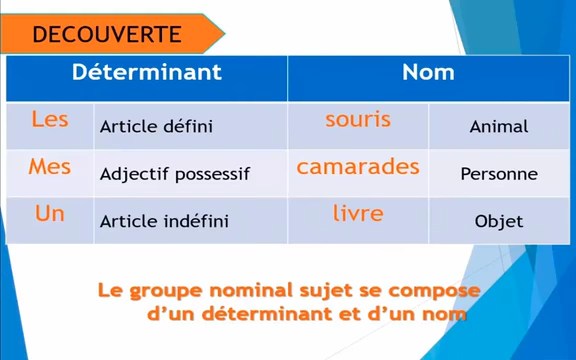 DECOUVERTE
Déterminant Nom
Les Article défini souris Animal
Mes Adjectif possessif camarades Personne
Un Article indéfini livre Objet
Le groupe nominal sujet se compose
d'un déterminant et d'un nom